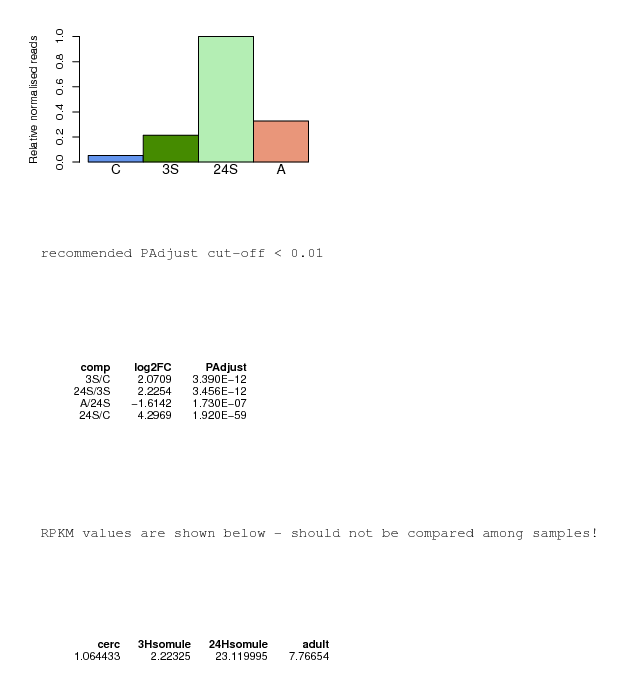 Relative normalised reads
1.0
0.8
0.6
0.4
0.2
0.0
C 3S 24S A
recommended PAdjust cut-off < 0.01
comp log2FC PAdjust
3S/C 2.0709 3.390E-12
24S/3S 2.2254 3.456E-12
A/24S -1.6142 1.730E-07
24S/C 4.2969 1.920E-59
RPKM values are shown below - should not be compared among samples!
cerc 3Hsomule 24Hsomule adult
1.064433 2.22325 23.119995 7.76654